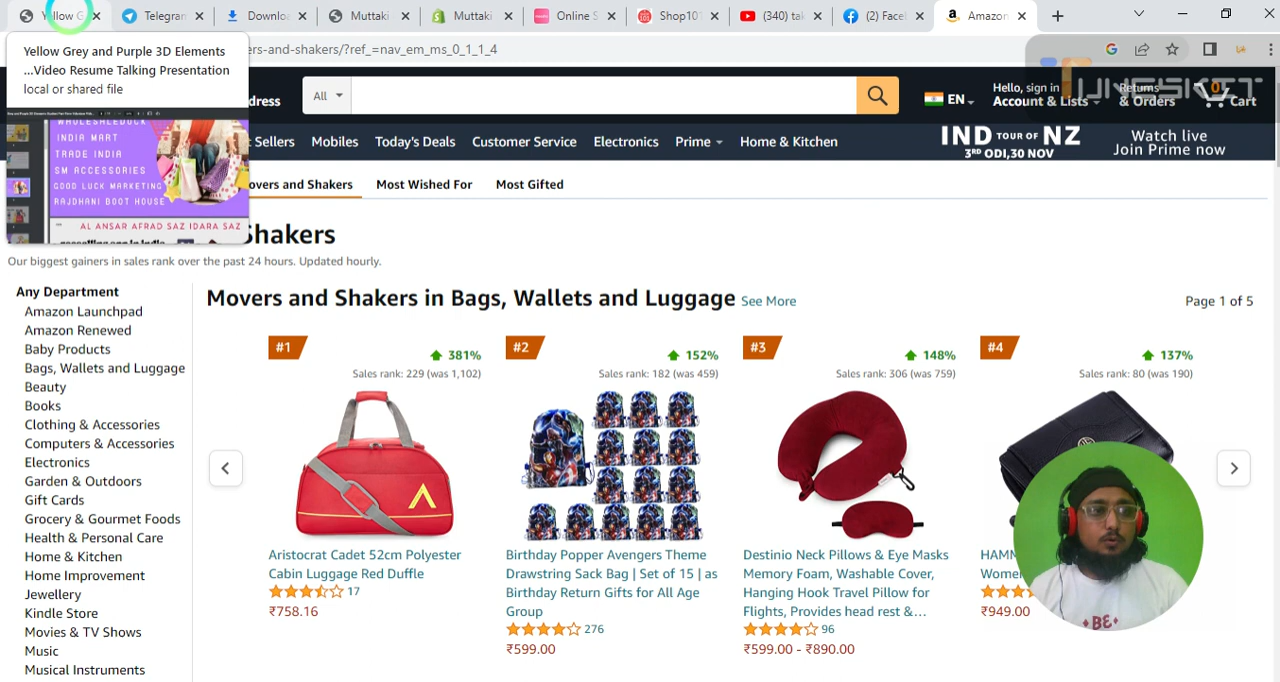 Yellow G
Telegran
Downlo
Muttaki
Muttaki
Online S
Shop101
(340) tak
(2) Face
Amazon
Yellow Grey and Purple 3D Elements
...Video Resume Talking Presentation
local or shared file
ers-and-shakers/?ref_=nav_em_ms_0_1_1_4
WHOLESHLEDUCK
INDIA MART
TRADE INDIA
SM ACCESSORIES
GOOD LUCK MARKETING
RAJDHANI BOOT HOUSE
AL ANSAR AFRAD SAZ IDARA SAZ
dress
All
EN
Hello, sign in
Account & Lists
Returns
& Orders
0
Cart
t Sellers
Mobiles
Today's Deals
Customer Service
Electronics
Prime
Home & Kitchen
IND TOUR OF NZ
3RD ODI,30 NOV
Watch live
Join Prime now
overs and Shakers
Most Wished For
Most Gifted
Shakers
Our biggest gainers in sales rank over the past 24 hours. Updated hourly.
Any Department
Amazon Launchpad
Amazon Renewed
Baby Products
Bags, Wallets and Luggage
Beauty
Books
Clothing & Accessories
Computers & Accessories
Electronics
Garden & Outdoors
Gift Cards
Grocery & Gourmet Foods
Health & Personal Care
Home & Kitchen
Home Improvement
Jewellery
Kindle Store
Movies & TV Shows
Music
Musical Instruments
Movers and Shakers in Bags, Wallets and Luggage See More
Page 1 of 5
#1
381%
Sales rank: 229 (was 1,102)
Aristocrat Cadet 52cm Polyester
Cabin Luggage Red Duffle
17
₹758.16
#2
152%
Sales rank: 182 (was 459)
Birthday Popper Avengers Theme
Drawstring Sack Bag | Set of 15 | as
Birthday Return Gifts for All Age
Group
276
₹599.00
#3
148%
Sales rank: 306 (was 759)
Destinio Neck Pillows & Eye Masks
Memory Foam, Washable Cover,
Hanging Hook Travel Pillow for
Flights, Provides head rest &...
96
₹599.00 - ₹890.00
#4
137%
Sales rank: 80 (was 190)
HAMM
Women
₹949.00
BE